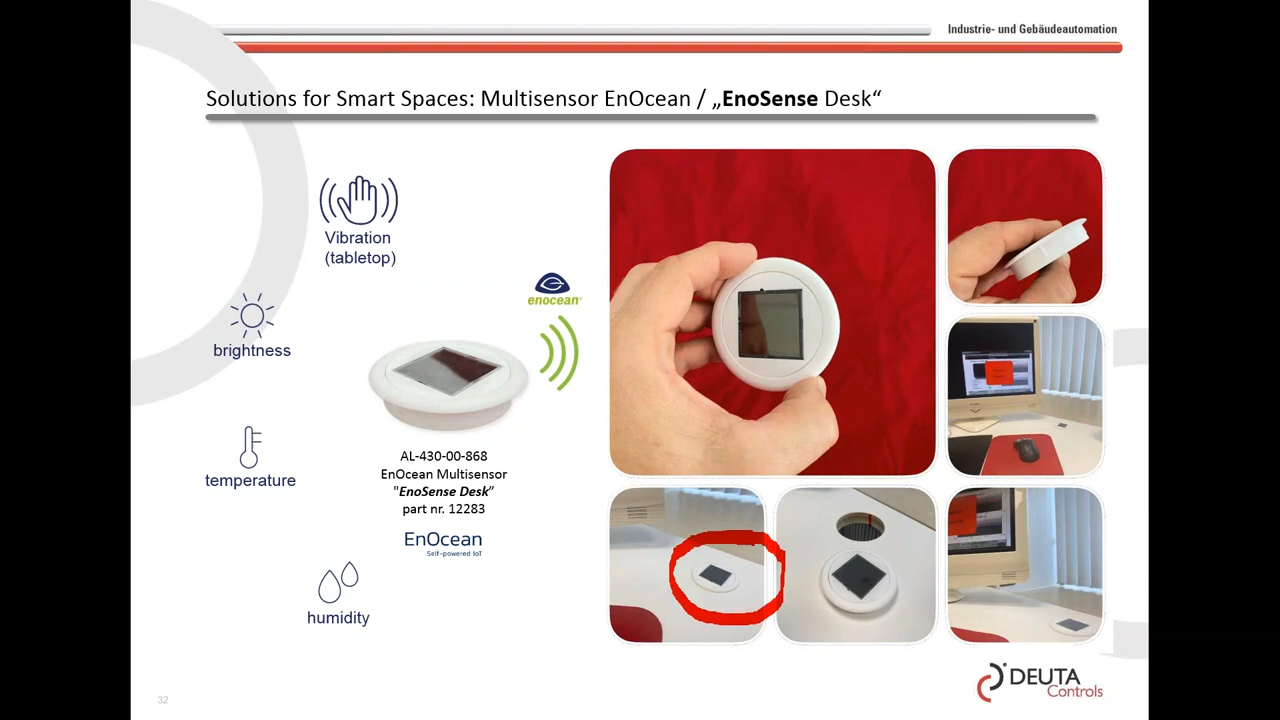 Industrie- und Gebäudeautomation
Solutions for Smart Spaces: Multisensor EnOcean / „EnoSense Desk“
Vibration
(tabletop)
enocean®
brightness
temperature
AL-430-00-868
EnOcean Multisensor
"EnoSense Desk”
part nr. 12283
EnOcean
Self-powered IoT
humidity
DEUTA
Controls
32